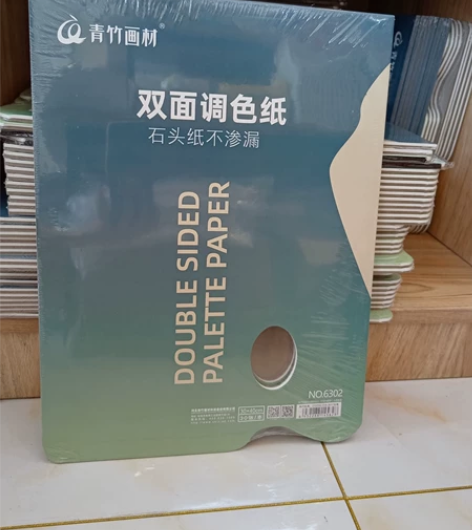 青竹画材®
双面调色纸
石头纸不渗漏
DOUBLE SIDED
PALETTE PAPER
NO.6302